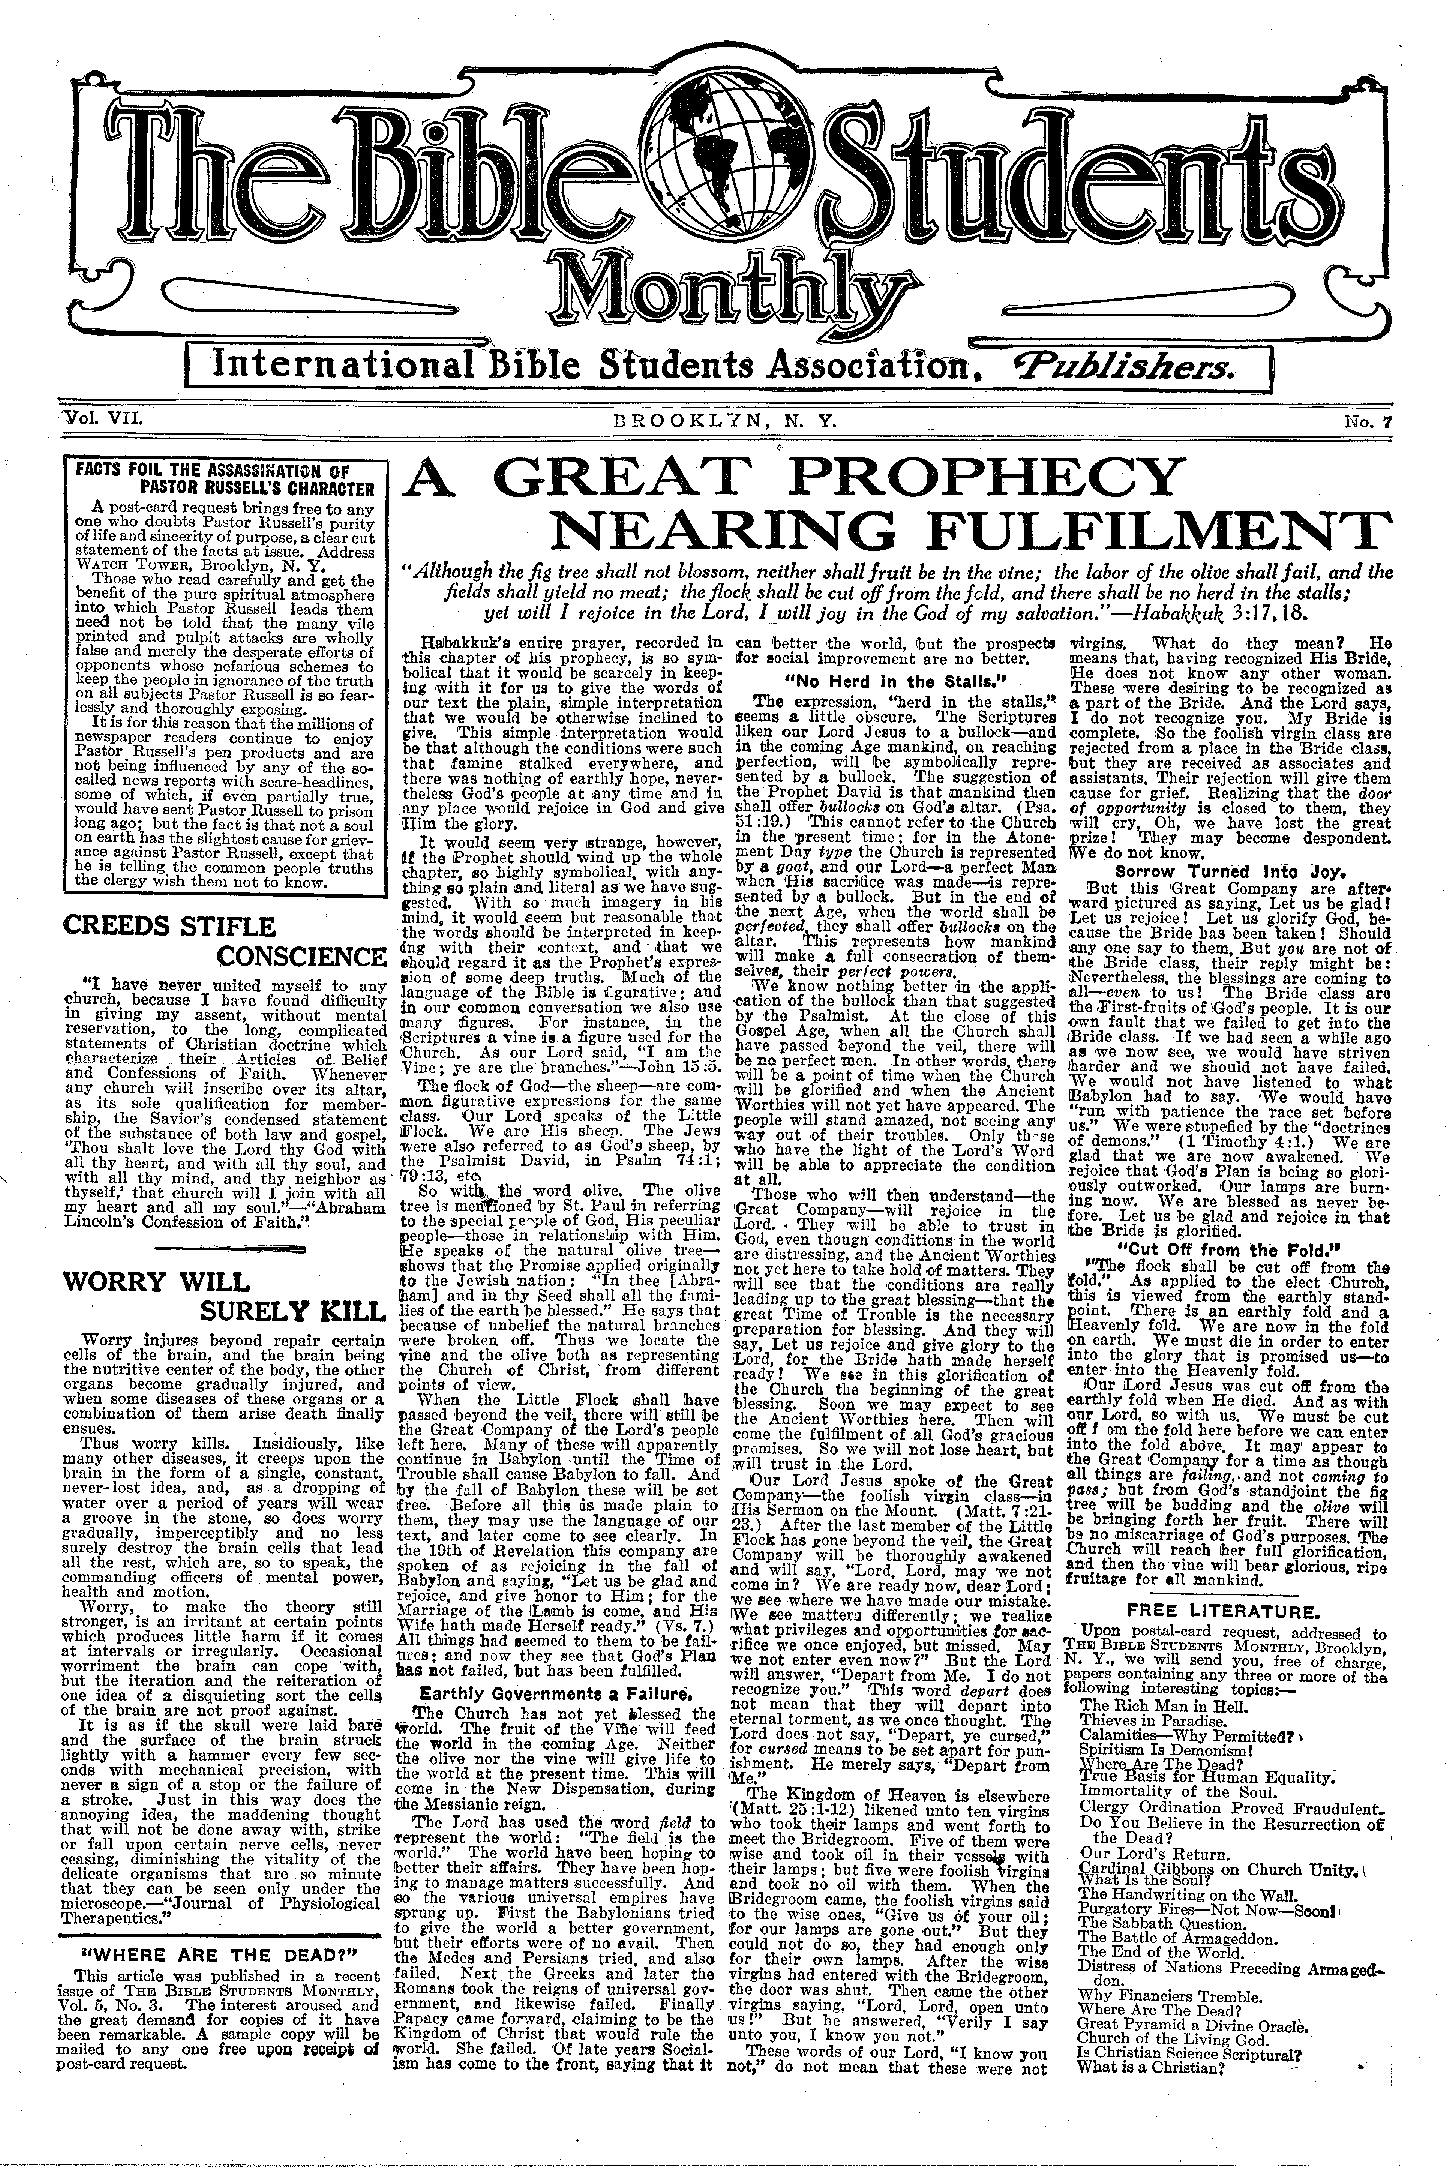 The Bible Students
Monthly
International Bible Students Association, Publishers.
Vol. VII. BROOKLYN, N. Y. No. 7
FACTS FOIL THE ASSASSINATION OF
PASTOR RUSSELL'S CHARACTER
A post-card request brings free to any
one who doubts Pastor Russell's purity
of life and sincerity of purpose, a clear cut
statement of the facts at issue. Address
WATCH TOWER, Brooklyn, N. Y.
Those who read carefully and get the
benefit of the pure spiritual atmosphere
into which Pastor Russell leads them
need not be told that the many vile
printed and pulpit attacks are wholly
false and merely the desperate efforts of
opponents whose nefarious schemes to
keep the people in ignorance of the truth
on all subjects Pastor Russell is so fear-
lessly and thoroughly exposing.
It is for this reason that the millions of
newspaper readers continue to enjoy
Pastor Russell's pen products and are
not being influenced by any of the so-
called news reports with scare-headlines,
some of which, if even partially true,
would have sent Pastor Russell to prison
long ago; but the fact is that not a soul
on earth has the slightest cause for griev-
ance against Pastor Russell, except that
he is telling the common people truths
the clergy wish them not to know.
CREEDS STIFLE
CONSCIENCE
"I have never united myself to any
church, because I have found difficulty
in giving my assent, without mental
reservation, to the long, complicated
statements of Christian doctrine which
characterize their Articles of Belief
and Confessions of Faith. Whenever
any church will inscribe over its altar,
as its sole qualification for member-
ship, the Savior's condensed statement
of the substance of both law and gospel,
'Thou shalt love the Lord thy God with
all thy heart, and with all thy soul, and
with all thy mind, and thy neighbor as
thyself,' that church will I join with all
my heart and all my soul."—"Abraham
Lincoln's Confession of Faith."
WORRY WILL
SURELY KILL
Worry injures beyond repair certain
cells of the brain, and the brain being
the nutritive center of the body, the other
organs become gradually injured, and
when some diseases of these organs or a
combination of them arise death finally
ensues.
Thus worry kills. Insidiously, like
many other diseases, it creeps upon the
brain in the form of a single, constant,
never-lost idea, and, as a dropping of
water over a period of years will wear
a groove in the stone, so does worry
gradually, imperceptibly and no less
surely destroy the brain cells that lead
all the rest, which are, so to speak, the
commanding officers of mental power,
health and motion.
Worry, to make the theory still
stronger, is an irritant at certain points
which produces little harm if it comes
at intervals or irregularly. Occasional
worriment the brain can cope with,
but the iteration and the reiteration of
one idea of a disquieting sort the cells
of the brain are not proof against.
It is as if the skull were laid bare
and the surface of the brain struck
lightly with a hammer every few sec-
onds with mechanical precision, with
never a sign of a stop or the failure of
a stroke. Just in this way does the
annoying idea, the maddening thought
that will not be done away with, strike
or fall upon certain nerve cells, never
ceasing, diminishing the vitality of the
delicate organisms that are so minute
that they can be seen only under the
microscope.—"Journal of Physiological
Therapentics."
"WHERE ARE THE DEAD?"
This article was published in a recent
issue of THE BIBLE STUDENTS MONTHLY,
Vol. 5, No. 3. The interest aroused and
the great demand for copies of it have
been remarkable. A sample copy will be
mailed to any one free upon receipt of
post-card request.
A GREAT PROPHECY
NEARING FULFILMENT
"Although the fig tree shall not blossom, neither shall fruit be in the vine; the labor of the olive shall fail, and the
fields shall yield no meat; the flock shall be cut off from the fold, and there shall be no herd in the stalls;
yet will I rejoice in the Lord, I will joy in the God of my salvation."—Habakkuk 3:17,18.
Habakkuk's entire prayer, recorded in
this chapter of his prophecy, is so sym-
bolical that it would be scarcely in keep-
ing with it for us to give the words of
our text the plain, simple interpretation
that we would be otherwise inclined to
give. This simple interpretation would
be that although the conditions were such
that famine stalked everywhere, and
there was nothing of earthly hope, never-
theless God's people at any time and in
any place would rejoice in God and give
Him the glory.
It would seem very strange, however,
if the Prophet should wind up the whole
chapter, so highly symbolical, with any-
thing so plain and literal as we have sug-
gested. With so much imagery in his
mind, it would seem but reasonable that
the words should be interpreted in keep-
ing with their context, and that we
should regard it as the Prophet's expres-
sion of some deep truths. Much of the
language of the Bible is figurative; and
in our common conversation we also use
many figures. For instance, in the
Scriptures a vine is a figure used for the
Church. As our Lord said, "I am the
Vine; ye are the branches."—John 15:5.
The flock of God—the sheep—are com-
mon figurative expressions for the same
class. Our Lord speaks of the Little
Flock. We are His sheep. The Jews
were also referred to as God's sheep, by
the Psalmist David, in Psalm 74:1;
79:13, etc.
So with the word olive. The olive
tree is mentioned by St. Paul in referring
to the special people of God, His peculiar
people—those in relationship with Him.
He speaks of the natural olive tree—
shows that the Promise applied originally
to the Jewish nation: "In thee [Abra-
ham] and in thy Seed shall all the fami-
lies of the earth be blessed." He says that
because of unbelief the natural branches
were broken off. Thus we locate the
vine and the olive both as representing
the Church of Christ, from different
points of view.
When the Little Flock shall have
passed beyond the veil, there will still be
the Great Company of the Lord's people
left here. Many of these will apparently
continue in Babylon until the Time of
Trouble shall cause Babylon to fall. And
by the fall of Babylon these will be set
free. Before all this is made plain to
them, they may use the language of our
text, and later come to see clearly. In
the 19th of Revelation this company are
spoken of as rejoicing in the fall of
Babylon and saying, "Let us be glad and
rejoice, and give honor to Him; for the
Marriage of the Lamb is come, and His
Wife hath made Herself ready." (Vs. 7.)
All things had seemed to them to be fail-
ures; and now they see that God's Plan
has not failed, but has been fulfilled.
Earthly Governments a Failure.
The Church has not yet blessed the
world. The fruit of the Vine will feed
the world in the coming Age. Neither
the olive nor the vine will give life to
the world at the present time. This will
come in the New Dispensation, during
the Messianic reign.
The Lord has used the word field to
represent the world: "The field is the
world." The world have been hoping to
better their affairs. They have been hop-
ing to manage matters successfully. And
so the various universal empires have
sprung up. First the Babylonians tried
to give the world a better government,
but their efforts were of no avail. Then
the Medes and Persians tried, and also
failed. Next the Greeks and later the
Romans took the reigns of universal gov-
ernment, and likewise failed. Finally
Papacy came forward, claiming to be the
Kingdom of Christ that would rule the
world. She failed. Of late years Social-
ism has come to the front, saying that it
can better the world, but the prospects
for social improvement are no better.
"No Herd in the Stalls."
The expression, "herd in the stalls,"
seems a little obscure. The Scriptures
liken our Lord Jesus to a bullock—and
in the coming Age mankind, on reaching
perfection, will be symbolically repre-
sented by a bullock. The suggestion of
the Prophet David is that mankind then
shall offer bullocks on God's altar. (Psa.
51:19.) This cannot refer to the Church
in the present time; for in the Atone-
ment Day type the Church is represented
by a goat, and our Lord—a perfect Man
when His sacrifice was made—is repre-
sented by a bullock. But in the end of
the next Age, when the world shall be
perfected, they shall offer bullocks on the
altar. This represents how mankind
will make a full consecration of them-
selves, their perfect powers.
We know nothing better in the appli-
cation of the bullock than that suggested
by the Psalmist. At the close of this
Gospel Age, when all the Church shall
have passed beyond the veil, there will
be no perfect men. In other words, there
will be a point of time when the Church
will be glorified and when the Ancient
Worthies will not yet have appeared. The
people will stand amazed, not seeing any
way out of their troubles. Only those
who have the light of the Lord's Word
will be able to appreciate the condition
at all.
Those who will then understand—the
Great Company—will rejoice in the
Lord. They will be able to trust in
God, even though conditions in the world
are distressing, and the Ancient Worthies
not yet here to take hold of matters. They
will see that the conditions are really
leading up to the great blessing—that the
great Time of Trouble is the necessary
preparation for blessing. And they will
say, Let us rejoice and give glory to the
Lord, for the Bride hath made herself
ready! We see in this glorification of
the Church the beginning of the great
blessing. Soon we may expect to see
the Ancient Worthies here. Then will
come the fulfilment of all God's gracious
promises. So we will not lose heart, but
will trust in the Lord.
Our Lord Jesus spoke of the Great
Company—the foolish virgin class—in
His Sermon on the Mount. (Matt. 7:21-
23.) After the last member of the Little
Flock has gone beyond the veil, the Great
Company will be thoroughly awakened
and will say, "Lord, Lord, may we not
come in? We are ready now, dear Lord;
we see where we have made our mistake.
We see matters differently; we realize
what privileges and opportunities for sac-
rifice we once enjoyed, but missed. May
we not enter even now?" But the Lord
will answer, "Depart from Me. I do not
recognize you." This word depart does
not mean that they will depart into
eternal torment, as we once thought. The
Lord does not say, "Depart, ye cursed,"
for cursed means to be set apart for pun-
ishment. He merely says, "Depart from
Me."
The Kingdom of Heaven is elsewhere
(Matt. 25:1-12) likened unto ten virgins
who took their lamps and went forth to
meet the Bridegroom. Five of them were
wise and took oil in their vessels with
their lamps; but five were foolish virgins
and took no oil with them. When the
Bridegroom came, the foolish virgins said
to the wise ones, "Give us of your oil;
for our lamps are gone out." But they
could not do so, they had enough only
for their own lamps. After the wise
virgins had entered with the Bridegroom,
the door was shut. Then came the other
virgins saying, "Lord, Lord, open unto
us!" But he answered, "Verily I say
unto you, I know you not."
These words of our Lord, "I know you
not," do not mean that these were not
virgins. What do they mean? He
means that, having recognized His Bride,
He does not know any other woman.
These were desiring to be recognized as
a part of the Bride. And the Lord says,
I do not recognize you. My Bride is
complete. So the foolish virgin class are
rejected from a place in the Bride class,
but they are received as associates and
assistants. Their rejection will give them
cause for grief. Realizing that the door
of opportunity is closed to them, they
will cry, Oh, we have lost the great
prize! They may become despondent.
We do not know.
Sorrow Turned Into Joy.
But this Great Company are after-
ward pictured as saying, Let us be glad!
Let us rejoice! Let us glorify God, be-
cause the Bride has been taken! Should
any one say to them, But you are not of
the Bride class, their reply might be:
Nevertheless, the blessings are coming to
all—even to us! The Bride class are
the First-fruits of God's people. It is our
own fault that we failed to get into the
Bride class. If we had seen a while ago
as we now see, we would have striven
harder and we should not have failed.
We would not have listened to what
Babylon had to say. We would have
"run with patience the race set before
us." We were stupefied by the "doctrines
of demons." (1 Timothy 4:1.) We are
glad that we are now awakened. We
rejoice that God's Plan is being so glori-
ously outworked. Our lamps are burn-
ing now. We are blessed as never be-
fore. Let us be glad and rejoice in that
the Bride is glorified.
"Cut Off from the Fold."
"The flock shall be cut off from the
fold." As applied to the elect Church,
this is viewed from the earthly stand-
point. There is an earthly fold and a
Heavenly fold. We are now in the fold
on earth. We must die in order to enter
into the glory that is promised us—to
enter into the Heavenly fold.
Our Lord Jesus was cut off from the
earthly fold when He died. And as with
our Lord, so with us. We must be cut
off from the fold here before we can enter
into the fold above. It may appear to
the Great Company for a time as though
all things are failing, and not coming to
pass; but from God's standjoint the fig
tree will be budding and the olive will
be bringing forth her fruit. There will
be no miscarriage of God's purposes. The
Church will reach her full glorification,
and then the vine will bear glorious, ripe
fruitage for all mankind.
FREE LITERATURE.
Upon postal-card request, addressed to
THE BIBLE STUDENTS MONTHLY, Brooklyn,
N. Y., we will send you, free of charge,
papers containing any three or more of the
following interesting topics:—
The Rich Man in Hell.
Thieves in Paradise.
Calamities—Why Permitted?
Spiritism Is Demonism!
Where Are The Dead?
True Basis for Human Equality.
Immortality of the Soul.
Clergy Ordination Proved Fraudulent.
Do You Believe in the Resurrection of
the Dead?
Our Lord's Return.
Cardinal Gibbons on Church Unity.
What Is the Soul?
The Handwriting on the Wall.
Purgatory Fires—Not Now—Soon!
The Sabbath Question.
The Battle of Armageddon.
The End of the World.
Distress of Nations Preceding Armaged-
don.
Why Financiers Tremble.
Where Are The Dead?
Great Pyramid a Divine Oracle.
Church of the Living God.
Is Christian Science Scriptural?
What is a Christian?